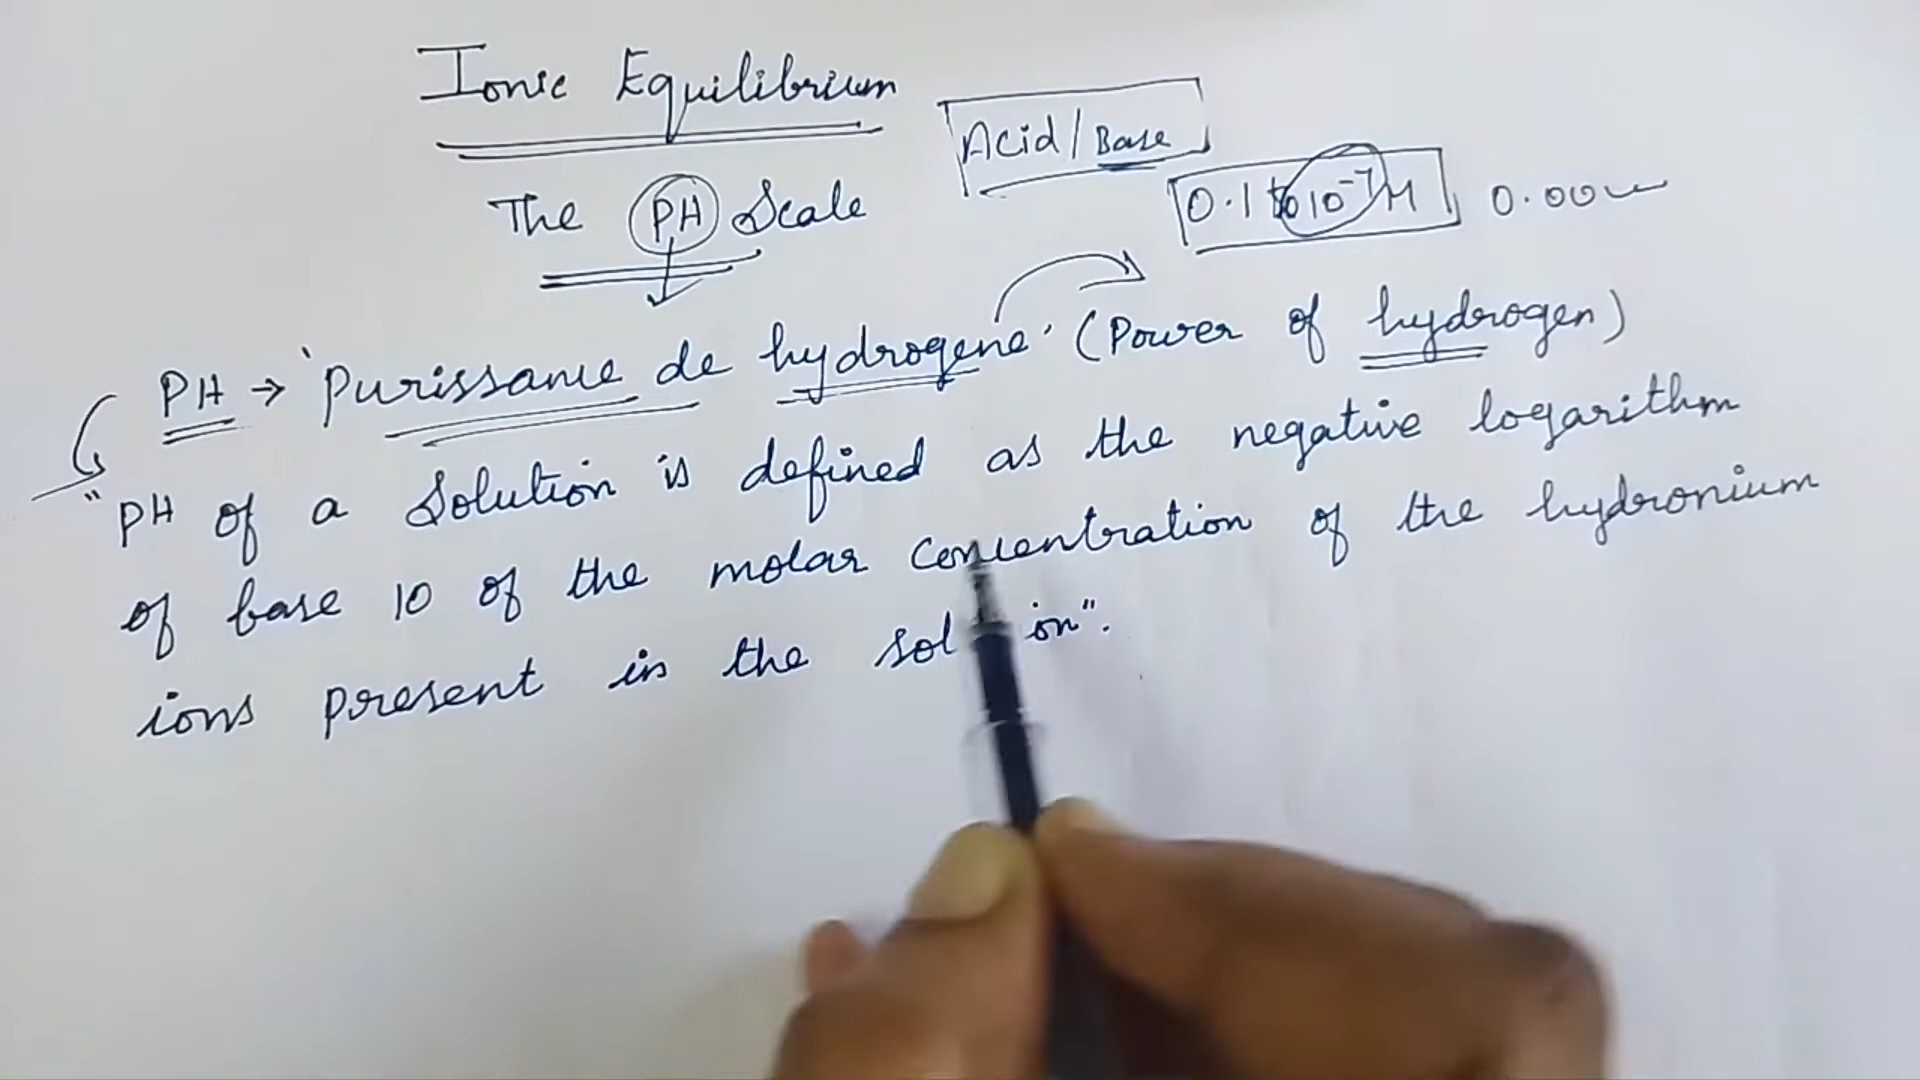 Ionic Equilibrium
Acid/Base
The PH Scale
0.1 to 10⁻⁷M 0.00
PH → 'Purissance de hydrogene' (Power of hydrogen)
"PH of a solution is defined as the negative logarithm
of base 10 of the molar concentration of the hydronium
ions present in the sol ion".